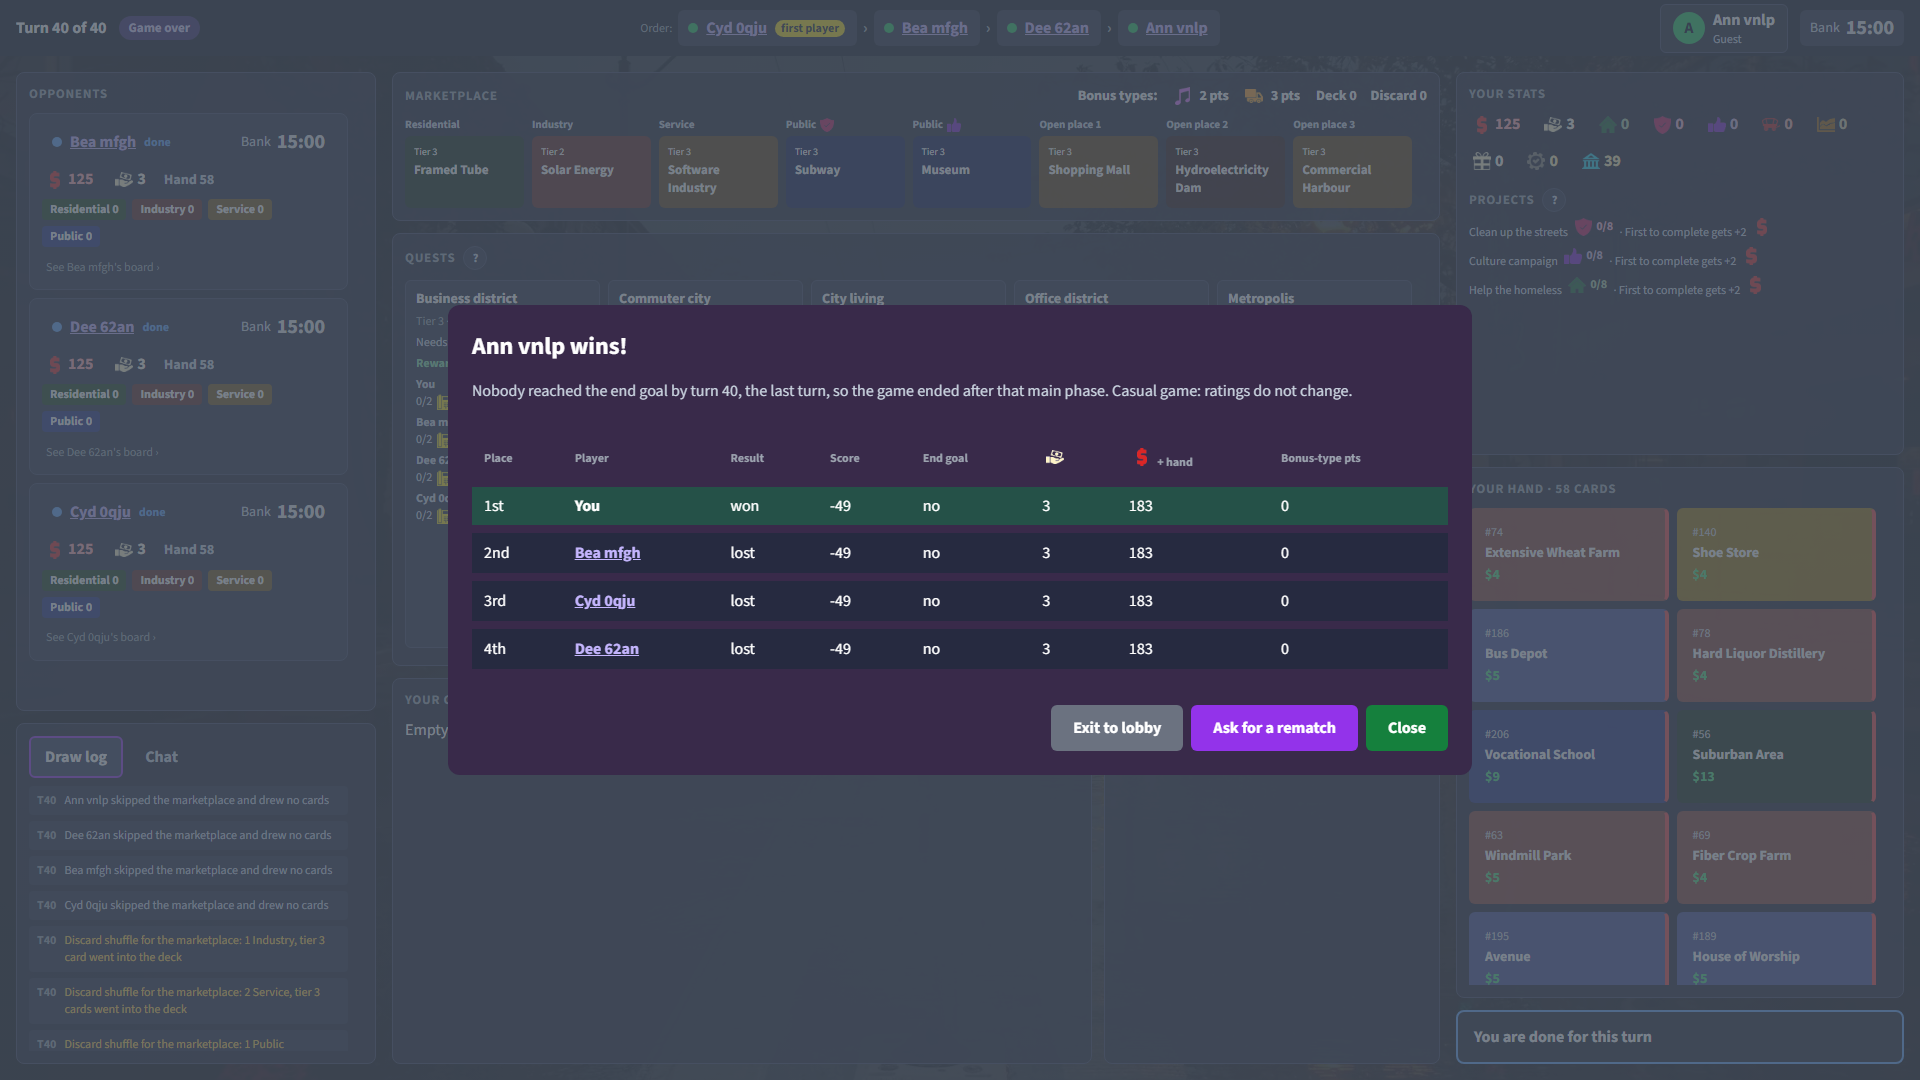 Turn 40 of 40 Game over
Order: Cyd 0qju first player › Bea mfgh › Dee 62an › Ann vnlp
A Ann vnlp
Guest
Bank 15:00
OPPONENTS
Bea mfgh done Bank 15:00
125 3 Hand 58
Residential 0 Industry 0 Service 0
Public 0
See Bea mfgh's board ›
Dee 62an done Bank 15:00
125 3 Hand 58
Residential 0 Industry 0 Service 0
Public 0
See Dee 62an's board ›
Cyd 0qju done Bank 15:00
125 3 Hand 58
Residential 0 Industry 0 Service 0
Public 0
See Cyd 0qju's board ›
Draw log Chat
T40 Ann vnlp skipped the marketplace and drew no cards
T40 Dee 62an skipped the marketplace and drew no cards
T40 Bea mfgh skipped the marketplace and drew no cards
T40 Cyd 0qju skipped the marketplace and drew no cards
T40 Discard shuffle for the marketplace: 1 Industry, tier 3
card went into the deck
T40 Discard shuffle for the marketplace: 2 Service, tier 3
cards went into the deck
T40 Discard shuffle for the marketplace: 1 Public
MARKETPLACE
Bonus types: 2 pts 3 pts Deck 0 Discard 0
Residential Industry Service Public Public Open place 1 Open place 2 Open place 3
Tier 3 Tier 2 Tier 3 Tier 3 Tier 3 Tier 3 Tier 3 Tier 3
Framed Tube Solar Energy Software Subway Museum Shopping Mall Hydroelectricity Commercial
Industry Dam Harbour
QUESTS ?
Business district Commuter city City living Office district Metropolis
Tier 3
Needs
Rewar
You
0/2
Bea m
0/2
Dee 62
0/2
Cyd 0q
0/2
YOUR C
Empty
Ann vnlp wins!
Nobody reached the end goal by turn 40, the last turn, so the game ended after that main phase. Casual game: ratings do not change.
Place Player Result Score End goal $ + hand Bonus-type pts
1st You won -49 no 3 183 0
2nd Bea mfgh lost -49 no 3 183 0
3rd Cyd 0qju lost -49 no 3 183 0
4th Dee 62an lost -49 no 3 183 0
Exit to lobby Ask for a rematch Close
YOUR STATS
125 3 0 0 0 0 0
0 0 39
PROJECTS ?
Clean up the streets 0/8 · First to complete gets +2
Culture campaign 0/8 · First to complete gets +2
Help the homeless 0/8 · First to complete gets +2
YOUR HAND · 58 CARDS
#74 #140
Extensive Wheat Farm Shoe Store
$4 $4
#186 #78
Bus Depot Hard Liquor Distillery
$5 $4
#206 #56
Vocational School Suburban Area
$9 $13
#63 #69
Windmill Park Fiber Crop Farm
$5 $4
#195 #189
Avenue House of Worship
$5 $5
You are done for this turn